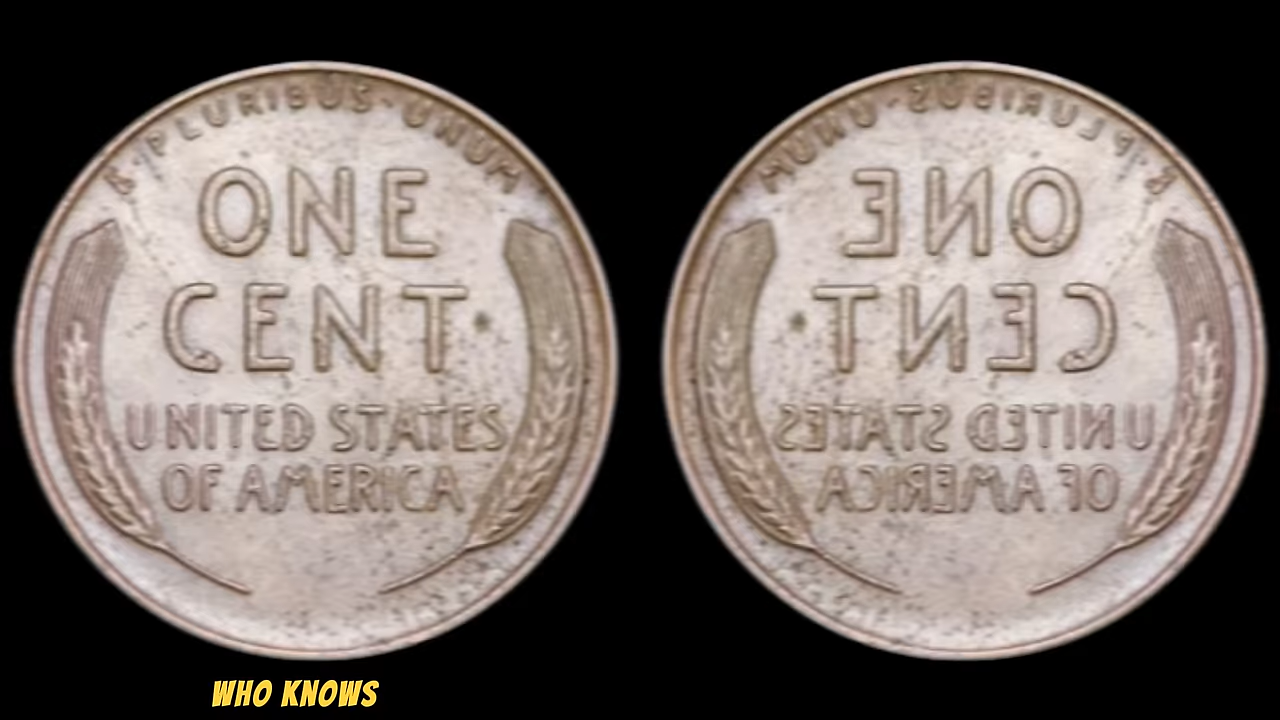 E·PLURIBUS·UNUM
ONE
CENT
UNITED STATES
OF AMERICA
E·PLURIBUS·UNUM
ONE
CENT
UNITED STATES
OF AMERICA
WHO KNOWS